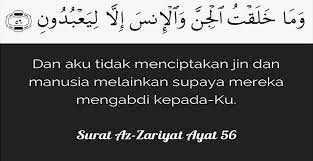 وَمَا خَلَقْتُ الْجِنَّ وَالْإِنسَ إِلَّا لِيَعْبُدُونِ ۝٥٦
Dan aku tidak menciptakan jin dan
manusia melainkan supaya mereka
mengabdi kepada-Ku.
Surat Az-Zariyat Ayat 56